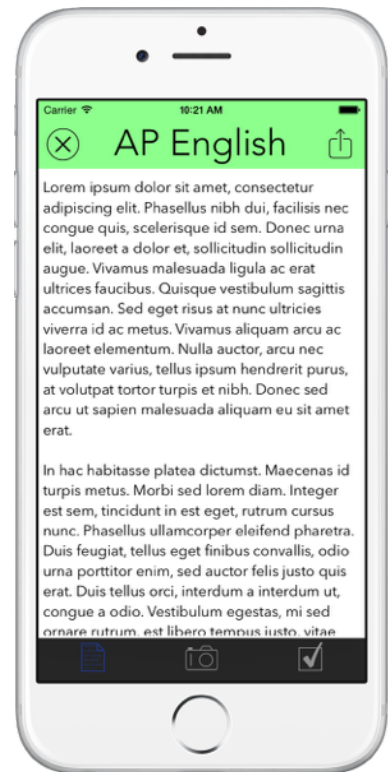 Carrier 10:21 AM
AP English
Lorem ipsum dolor sit amet, consectetur
adipiscing elit. Phasellus nibh dui, facilisis nec
congue quis, scelerisque id sem. Donec urna
elit, laoreet a dolor et, sollicitudin sollicitudin
augue. Vivamus malesuada ligula ac erat
ultrices faucibus. Quisque vestibulum sagittis
accumsan. Sed eget risus at nunc ultricies
viverra id ac metus. Vivamus aliquam arcu ac
laoreet elementum. Nulla auctor, arcu nec
vulputate varius, tellus ipsum hendrerit purus,
at volutpat tortor turpis et nibh. Donec sed
arcu ut sapien malesuada aliquam eu sit amet
erat.
In hac habitasse platea dictumst. Maecenas id
turpis metus. Morbi sed lorem diam. Integer
est sem, tincidunt in est eget, rutrum cursus
nunc. Phasellus ullamcorper eleifend pharetra.
Duis feugiat, tellus eget finibus convallis, odio
urna porttitor enim, sed auctor felis justo quis
erat. Duis tellus orci, interdum a interdum ut,
congue a odio. Vestibulum egestas, mi sed
ornare rutrum, est libero tempus justo, vitae